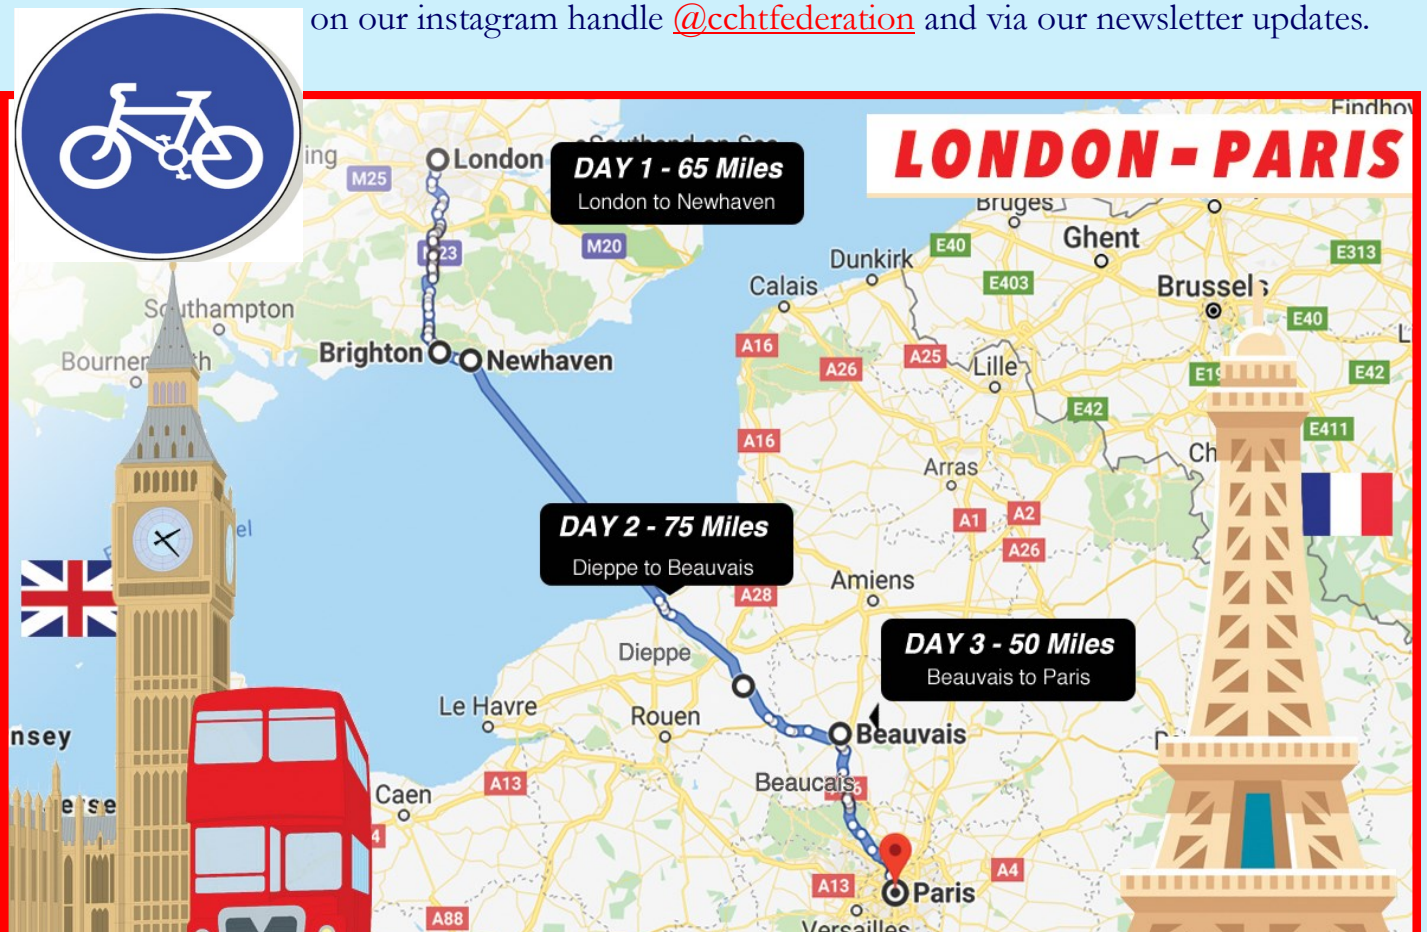 on our instagram handle @cchtfederation and via our newsletter updates.
LONDON - PARIS
London
M25
DAY 1 - 65 Miles
London to Newhaven
M20
Bruges
Ghent
Dunkirk
E40
E313
E403
Calais
Brussels
E40
Southampton
Brighton
Newhaven
A16
A26
A25
Lille
E42
E42
E411
A16
Arras
A1
A2
A26
DAY 2 - 75 Miles
Dieppe to Beauvais
A28
Amiens
DAY 3 - 50 Miles
Beauvais to Paris
Dieppe
Le Havre
Rouen
Beauvais
nsey
A13
Beaucais
Caen
A13
A4
Paris
A88
Versailles